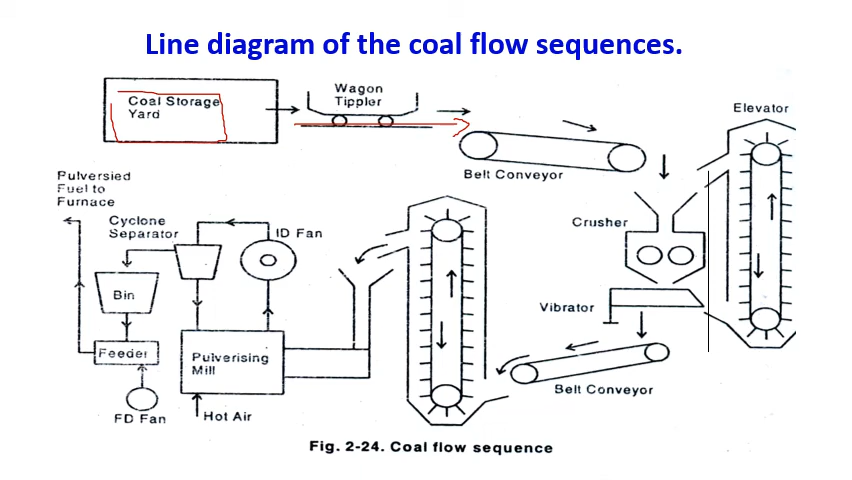 Line diagram of the coal flow sequences.
Coal Storage
Yard
Wagon
Tippler
Elevator
Belt Conveyor
Pulversied
Fuel to
Furnace
Cyclone
Separator
ID Fan
Crusher
Bin
Vibrator
Feeder
Pulverising
Mill
Belt Conveyor
FD Fan
Hot Air
Fig. 2-24. Coal flow sequence